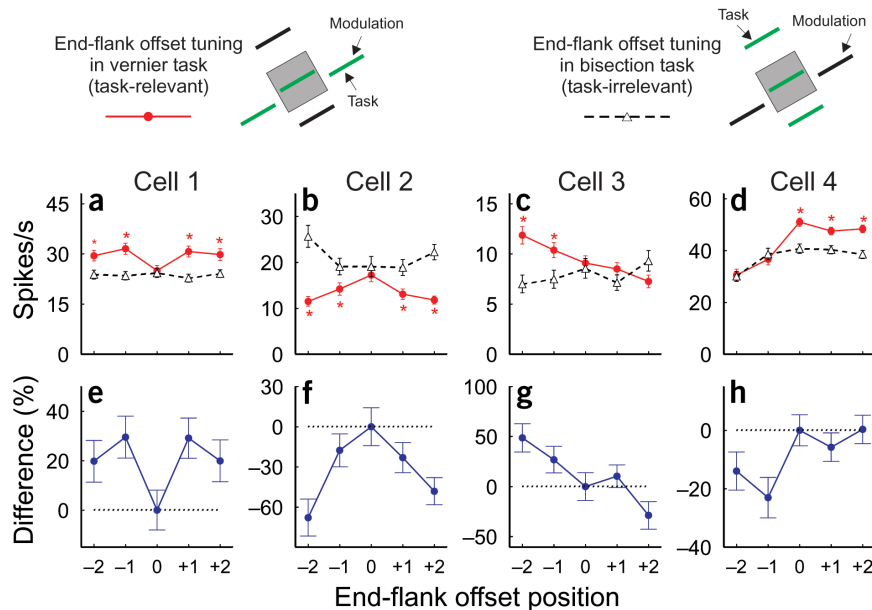 End-flank offset tuning
in vernier task
(task-relevant)
Modulation
Task
End-flank offset tuning
in bisection task
(task-irrelevant)
Task
Modulation
Cell 1
Cell 2
Cell 3
Cell 4
Spikes/s
a
45
30
15
0
* * * *
b
30
20
10
0
* * * *
c
15
10
5
0
* *
d
60
40
20
0
* * *
Difference (%)
e
40
20
0
f
30
0
–30
–60
g
100
50
0
–50
h
20
0
–20
–40
–2 –1 0 +1 +2
–2 –1 0 +1 +2
–2 –1 0 +1 +2
–2 –1 0 +1 +2
End-flank offset position